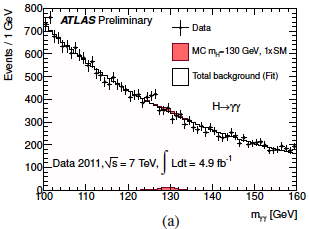 800
700
600
500
400
300
200
100
0
Events / 1 GeV
ATLAS Preliminary
Data
MC mH=130 GeV, 1xSM
Total background (Fit)
H→γγ
Data 2011, √s = 7 TeV, ∫ Ldt = 4.9 fb⁻¹
100 110 120 130 140 150 160
mγγ [GeV]
(a)